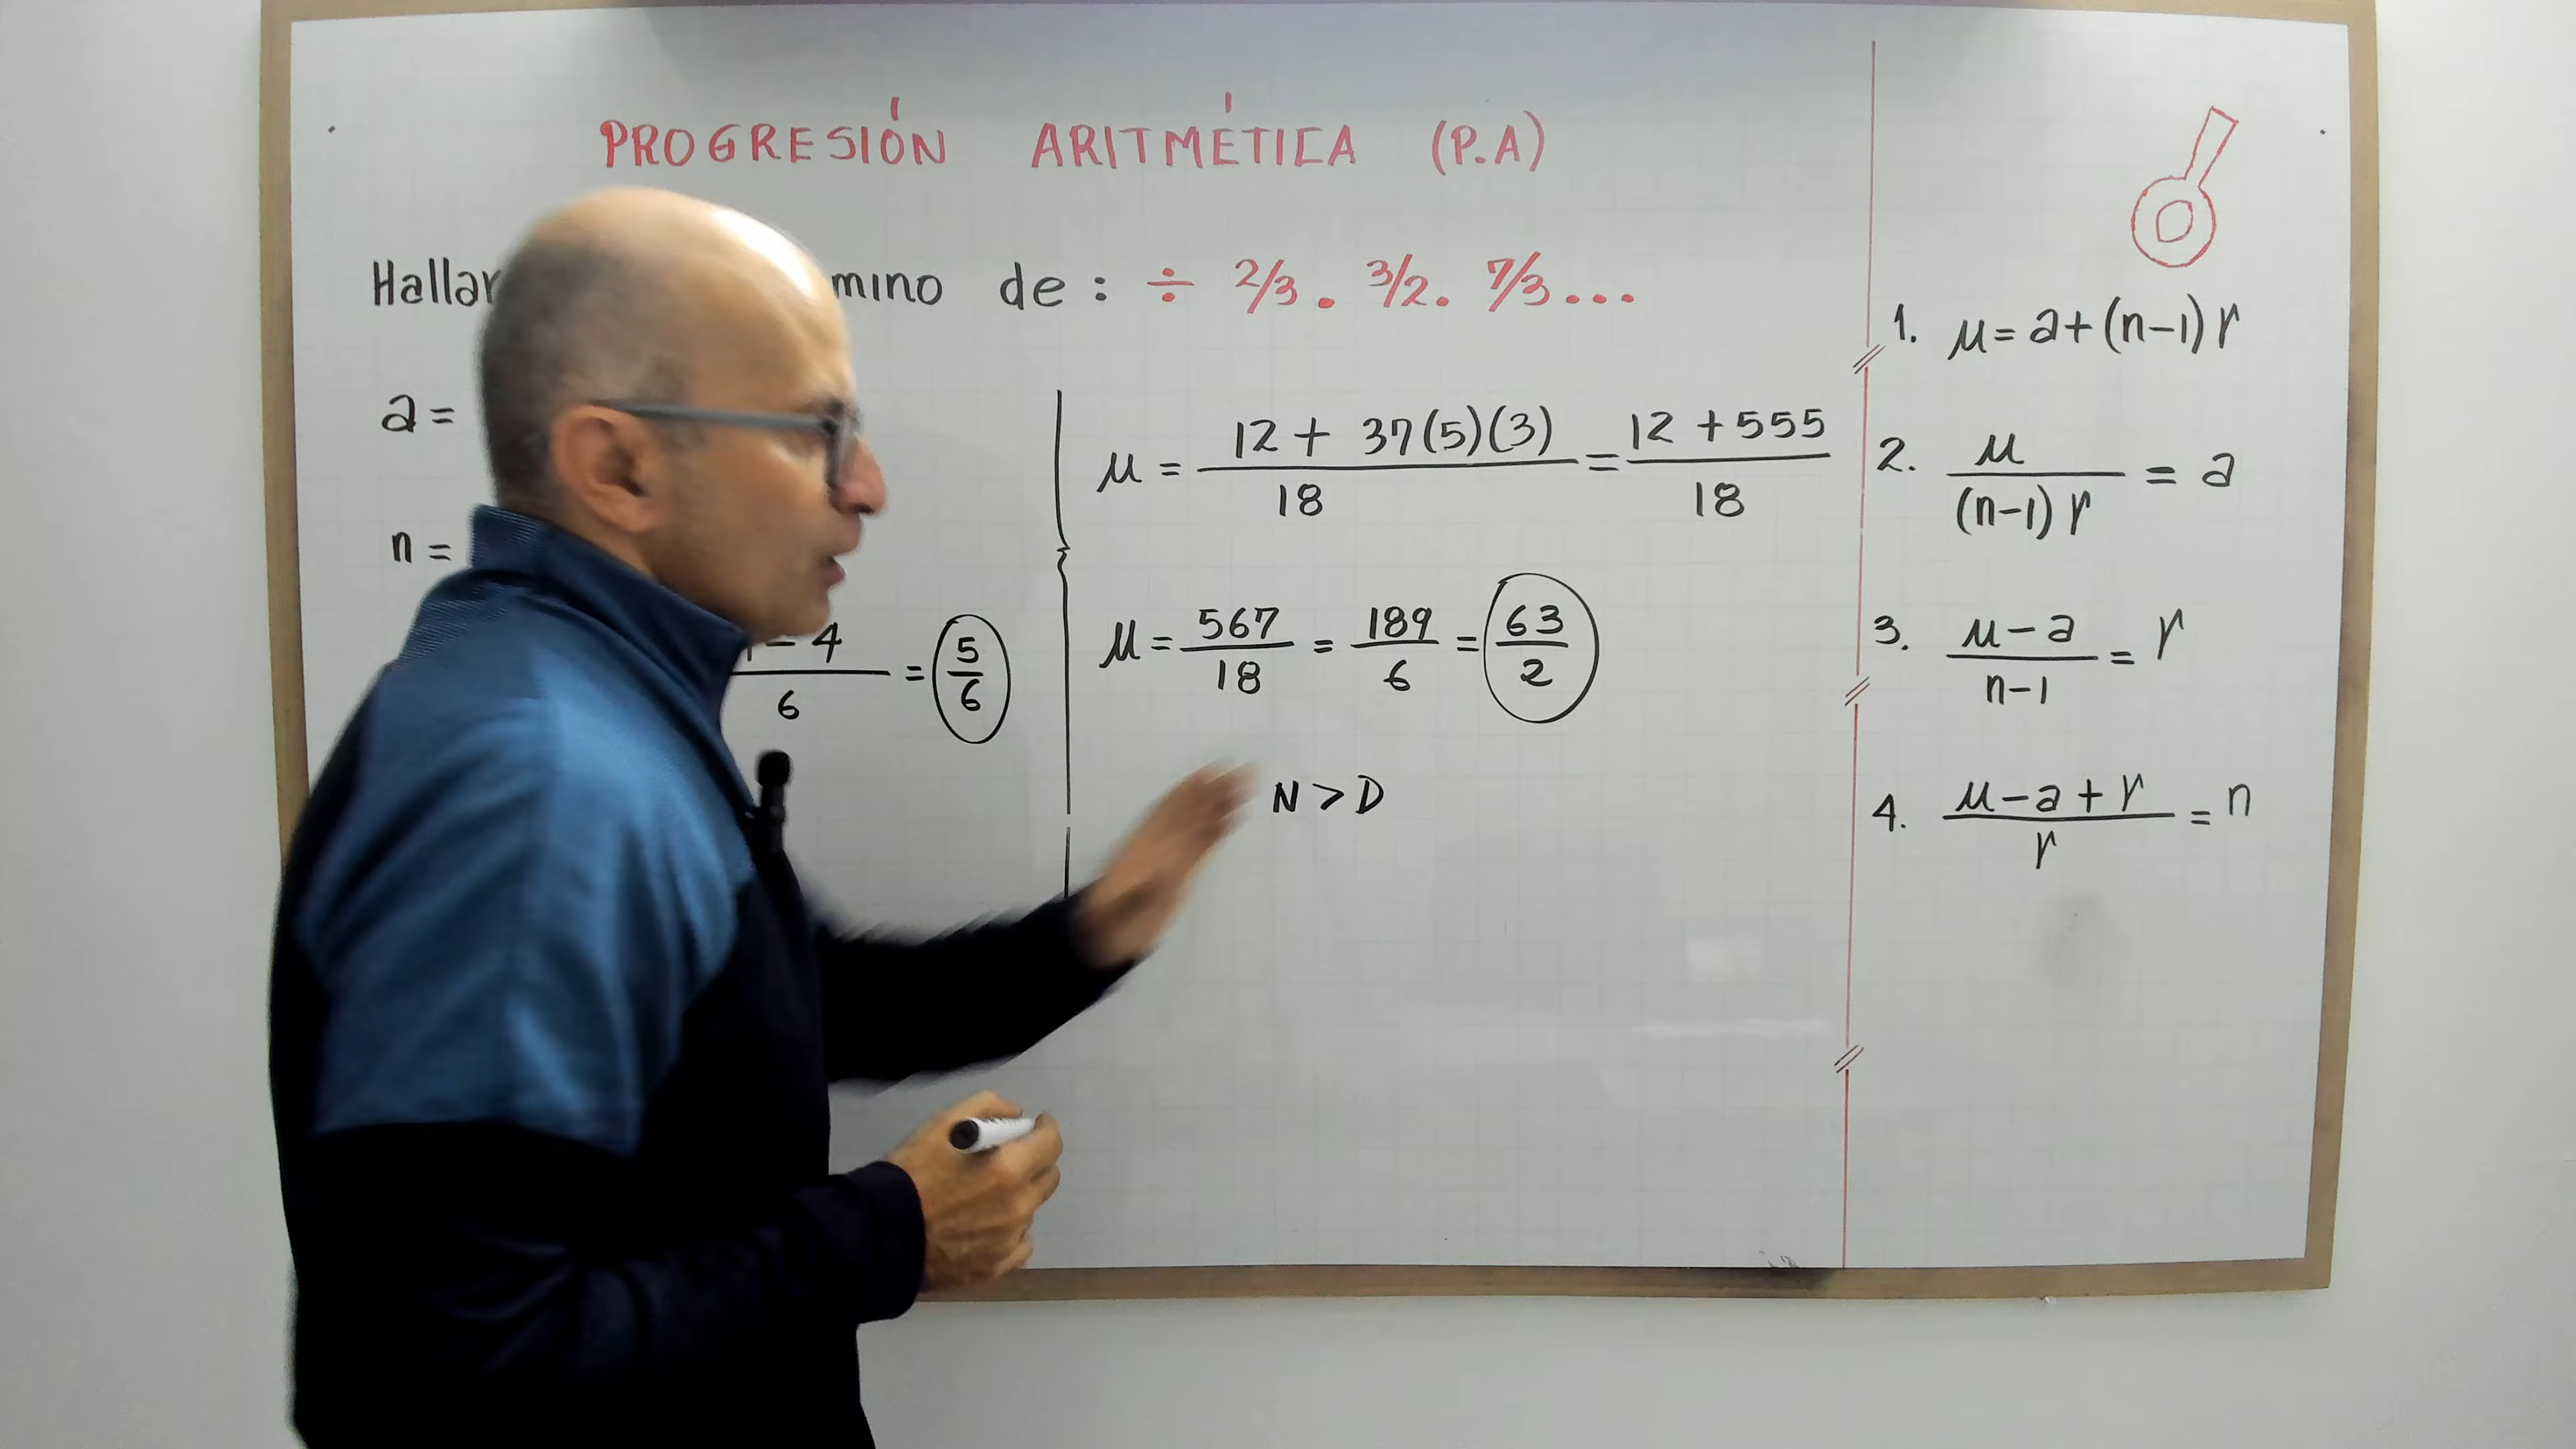 PROGRESIÓN ARITMÉTICA (P.A)
Hallar mino de : ÷ 2/3 . 3/2 . 7/3 ...
a =
n =
- 4 / 6 = 5/6
μ = 12 + 37(5)(3) / 18 = 12 + 555 / 18
μ = 567/18 = 189/6 = 63/2
N > D
1. μ = a + (n-1) r
2. μ / (n-1) r = a
3. μ - a / n-1 = r
4. μ - a + r / r = n